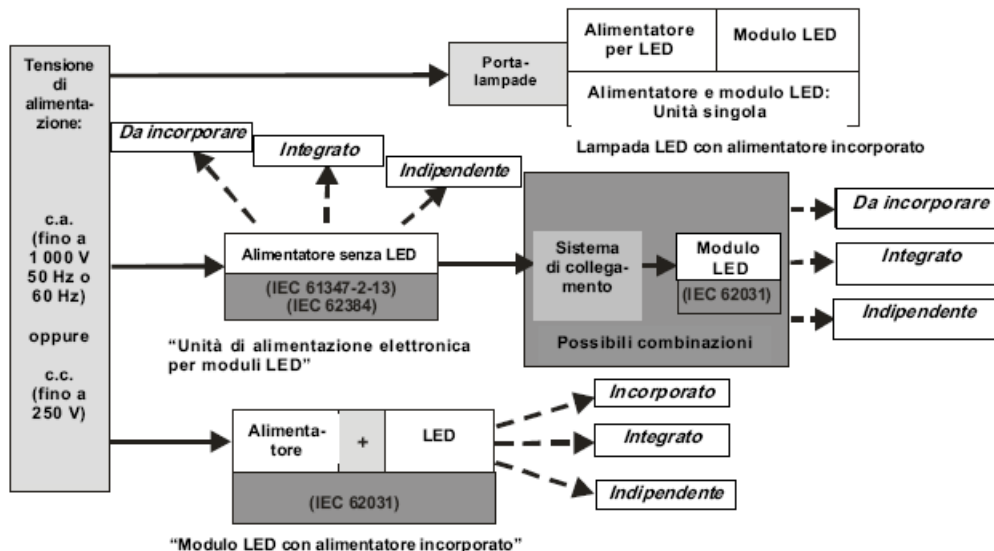 Tensione
di
alimenta-
zione:
c.a.
(fino a
1 000 V
50 Hz o
60 Hz)
oppure
c.c.
(fino a
250 V)
Porta-
lampade
Alimentatore
per LED
Modulo LED
Alimentatore e modulo LED:
Unità singola
Lampada LED con alimentatore incorporato
Da incorporare
Integrato
Indipendente
Alimentatore senza LED
(IEC 61347-2-13)
(IEC 62384)
“Unità di alimentazione elettronica
per moduli LED”
Sistema
di collega-
mento
Modulo
LED
(IEC 62031)
Possibili combinazioni
Da incorporare
Integrato
Indipendente
Alimenta-
tore
+
LED
(IEC 62031)
Incorporato
Integrato
Indipendente
“Modulo LED con alimentatore incorporato”